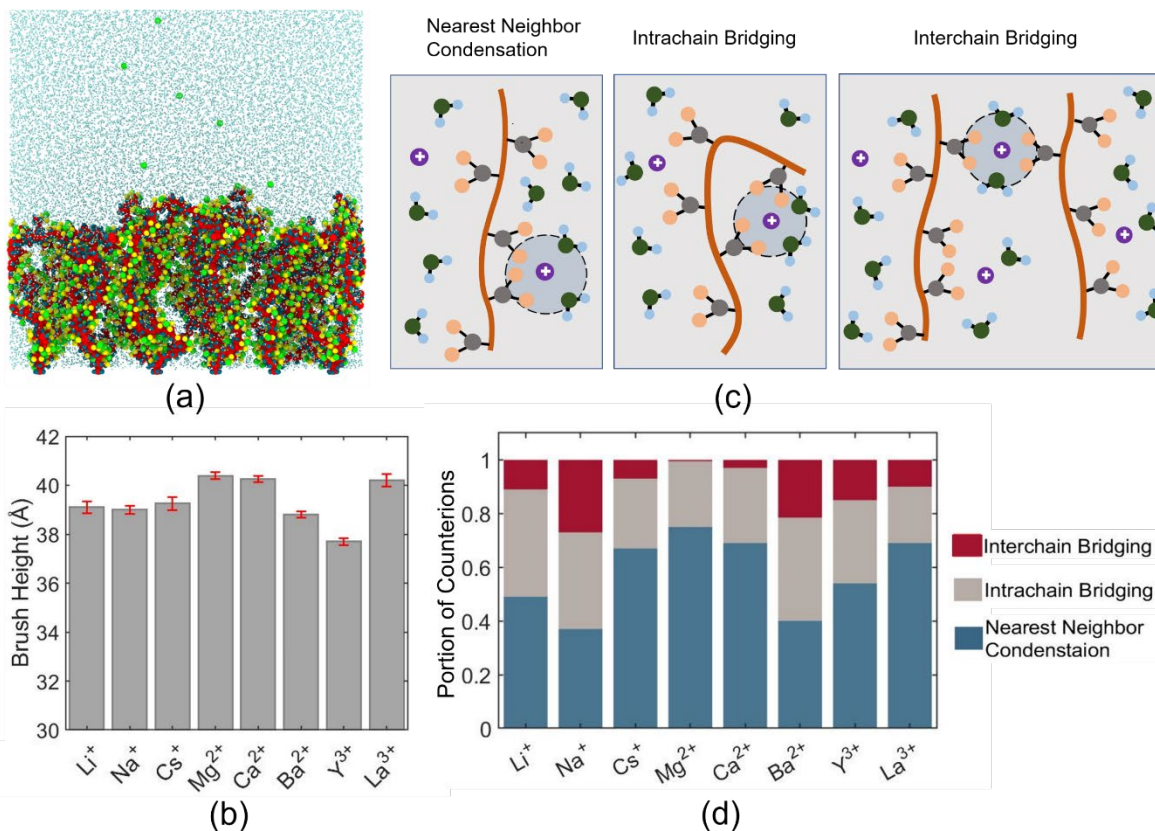 Nearest Neighbor
Condensation
Intrachain Bridging
Interchain Bridging
(a)
(c)
Brush Height (Å)
42
40
38
36
34
32
30
Li⁺
Na⁺
Cs⁺
Mg²⁺
Ca²⁺
Ba²⁺
Y³⁺
La³⁺
(b)
Portion of Counterions
1
0.8
0.6
0.4
0.2
0
Li⁺
Na⁺
Cs⁺
Mg²⁺
Ca²⁺
Ba²⁺
Y³⁺
La³⁺
(d)
Interchain Bridging
Intrachain Bridging
Nearest Neighbor
Condenstaion